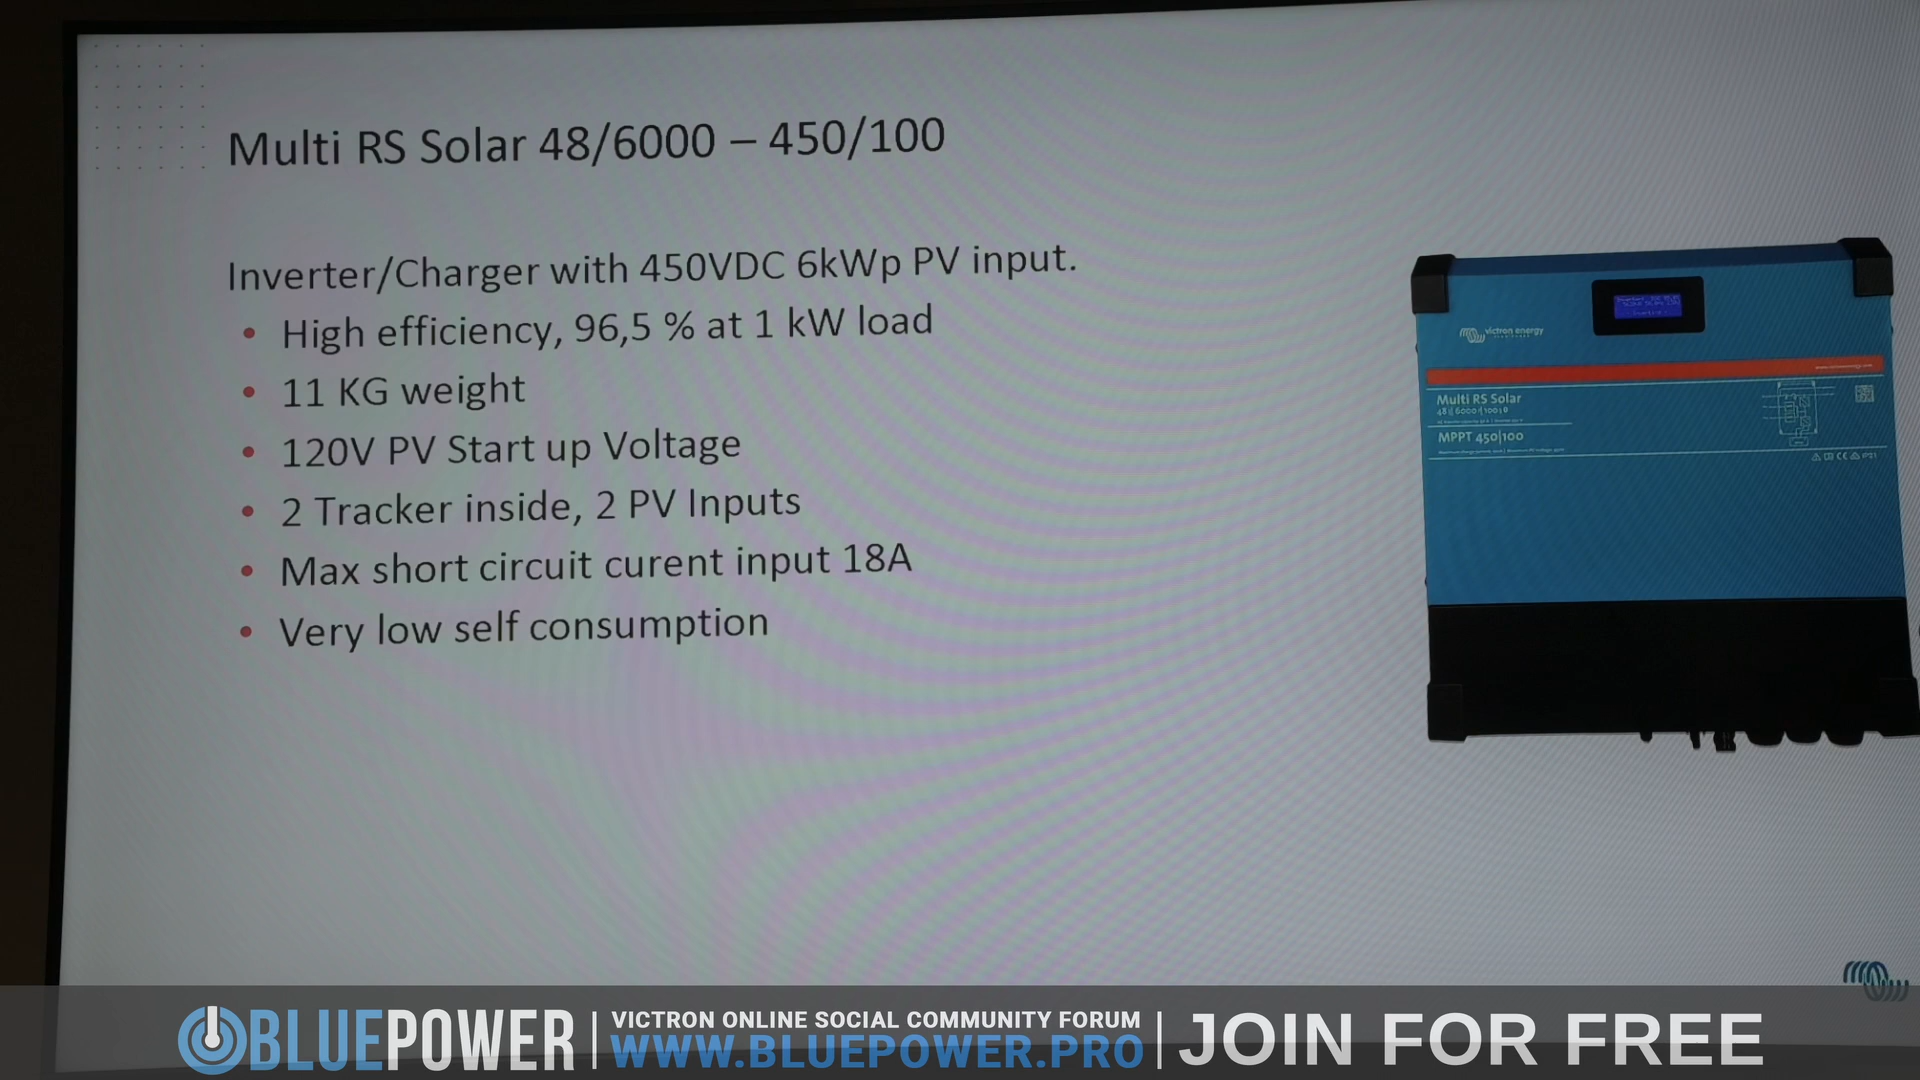 Multi RS Solar 48/6000 – 450/100
Inverter/Charger with 450VDC 6kWp PV input.
• High efficiency, 96,5 % at 1 kW load
• 11 KG weight
• 120V PV Start up Voltage
• 2 Tracker inside, 2 PV Inputs
• Max short circuit curent input 18A
• Very low self consumption
victron energy
Multi RS Solar
MPPT 450|100
BLUEPOWER
VICTRON ONLINE SOCIAL COMMUNITY FORUM
WWW.BLUEPOWER.PRO
JOIN FOR FREE